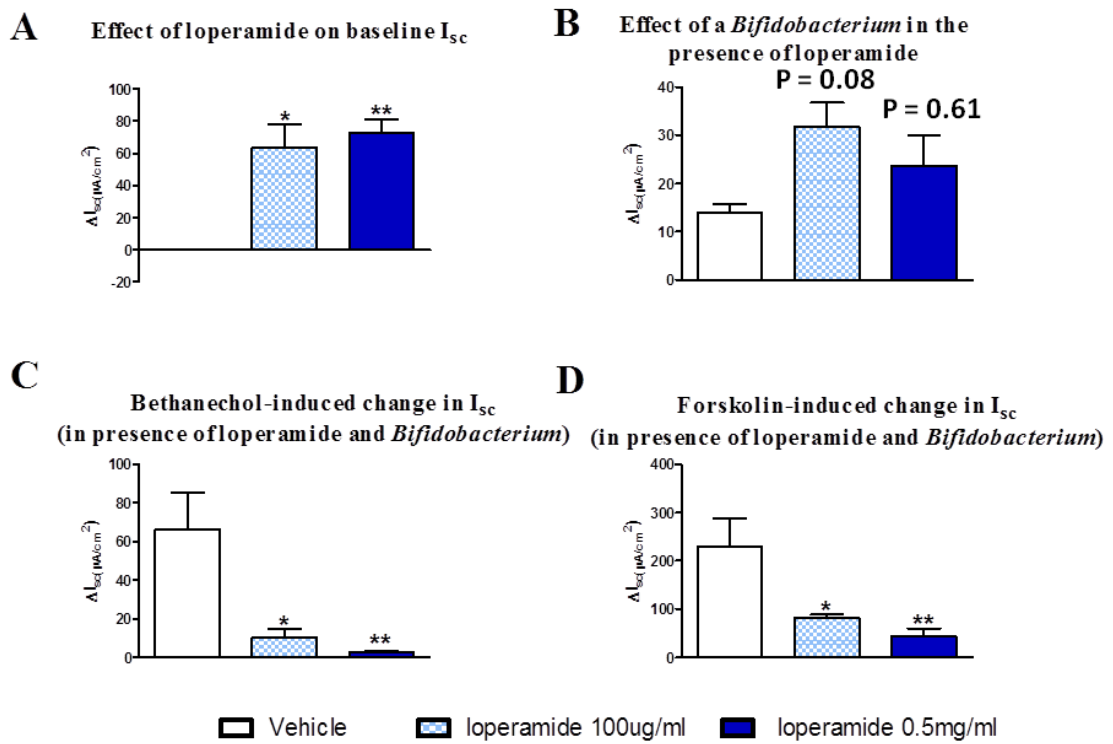 A
Effect of loperamide on baseline Isc
ΔIsc(µA/cm²)
100
80
60
40
20
0
-20
*
**
B
Effect of a Bifidobacterium in the
presence of loperamide
ΔIsc(µA/cm²)
40
30
20
10
0
P = 0.08
P = 0.61
C
Bethanechol-induced change in Isc
(in presence of loperamide and Bifidobacterium)
ΔIsc(µA/cm²)
100
80
60
40
20
0
*
**
D
Forskolin-induced change in Isc
(in presence of loperamide and Bifidobacterium)
ΔIsc(µA/cm²)
400
300
200
100
0
*
**
Vehicle
loperamide 100ug/ml
loperamide 0.5mg/ml